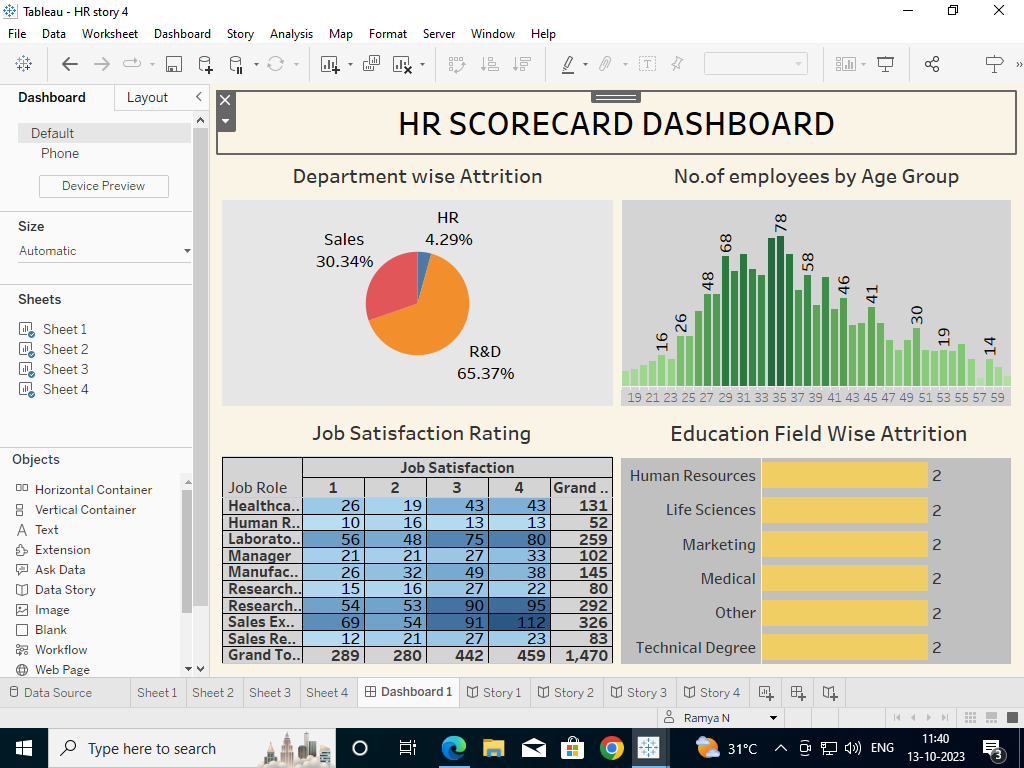 Tableau - HR story 4
File Data Worksheet Dashboard Story Analysis Map Format Server Window Help
Dashboard Layout
Default
Phone
Device Preview
Size
Automatic
Sheets
Sheet 1
Sheet 2
Sheet 3
Sheet 4
Objects
Horizontal Container
Vertical Container
A Text
Extension
Ask Data
Data Story
Image
Blank
Workflow
Web Page
HR SCORECARD DASHBOARD
Department wise Attrition
HR
4.29%
Sales
30.34%
R&D
65.37%
No.of employees by Age Group
16 26 48 68 78 58 46 41 30 19 14
19 21 23 25 27 29 31 33 35 37 39 41 43 45 47 49 51 53 55 57 59
Job Satisfaction Rating
Job Satisfaction
Job Role 1 2 3 4 Grand ..
Healthca.. 26 19 43 43 131
Human R.. 10 16 13 13 52
Laborato.. 56 48 75 80 259
Manager 21 21 27 33 102
Manufac.. 26 32 49 38 145
Research.. 15 16 27 22 80
Research.. 54 53 90 95 292
Sales Ex.. 69 54 91 112 326
Sales Re.. 12 21 27 23 83
Grand To.. 289 280 442 459 1,470
Education Field Wise Attrition
Human Resources 2
Life Sciences 2
Marketing 2
Medical 2
Other 2
Technical Degree 2
Data Source Sheet 1 Sheet 2 Sheet 3 Sheet 4 Dashboard 1 Story 1 Story 2 Story 3 Story 4
Ramya N
Type here to search
31°C ENG
11:40
13-10-2023
3